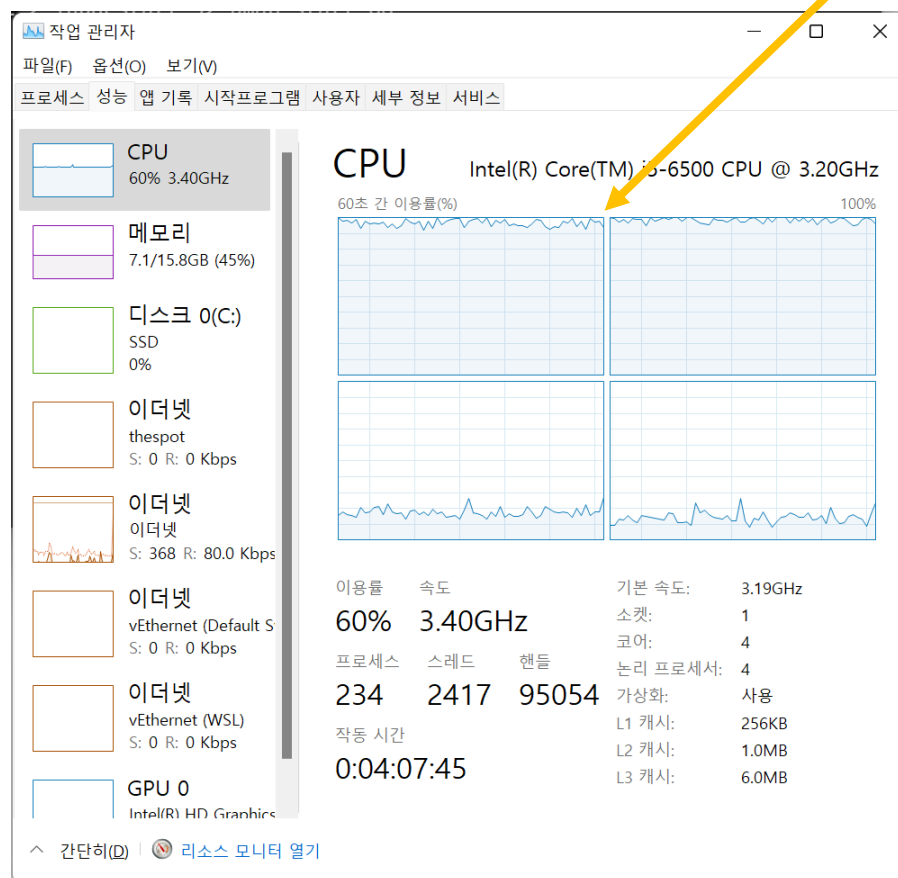 작업 관리자
파일(F) 옵션(O) 보기(V)
프로세스 성능 앱 기록 시작프로그램 사용자 세부 정보 서비스
CPU
60% 3.40GHz
메모리
7.1/15.8GB (45%)
디스크 0(C:)
SSD
0%
이더넷
thespot
S: 0 R: 0 Kbps
이더넷
이더넷
S: 368 R: 80.0 Kbps
이더넷
vEthernet (Default S
S: 0 R: 0 Kbps
이더넷
vEthernet (WSL)
S: 0 R: 0 Kbps
GPU 0
Intel(R) HD Graphics
CPU Intel(R) Core(TM) i5-6500 CPU @ 3.20GHz
60초 간 이용률(%) 100%
이용률 속도
60% 3.40GHz
프로세스 스레드 핸들
234 2417 95054
작동 시간
0:04:07:45
기본 속도: 3.19GHz
소켓: 1
코어: 4
논리 프로세서: 4
가상화: 사용
L1 캐시: 256KB
L2 캐시: 1.0MB
L3 캐시: 6.0MB
간단히(D) 리소스 모니터 열기